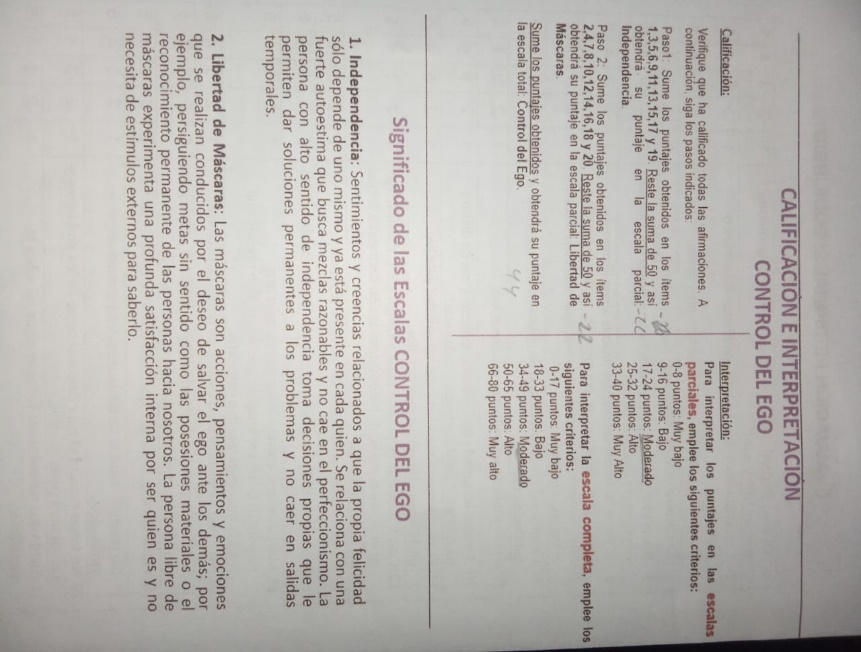 CALIFICACIÓN E INTERPRETACIÓN
CONTROL DEL EGO
Calificación:
Verifique que ha calificado todas las afirmaciones. A
continuación, siga los pasos indicados:
Paso1: Sume los puntajes obtenidos en los ítems
1,3,5,6,9,11,13,15,17 y 19. Reste la suma de 50 y así
obtendrá su puntaje en la escala parcial:
Independencia.
Paso 2: Sume los puntajes obtenidos en los ítems
2,4,7,8,10,12,14,16,18 y 20. Reste la suma de 50 y así - 22
obtendrá su puntaje en la escala parcial: Libertad de
Máscaras.
Sume los puntajes obtenidos y obtendrá su puntaje en
la escala total: Control del Ego.
44
Interpretación:
Para interpretar los puntajes en las escalas
parciales, emplee los siguientes criterios:
0-8 puntos: Muy bajo
9-16 puntos: Bajo
17-24 puntos: Moderado
25-32 puntos: Alto
33-40 puntos: Muy Alto
Para interpretar la escala completa, emplee los
siguientes criterios:
0-17 puntos: Muy bajo
18-33 puntos: Bajo
34-49 puntos: Moderado
50-65 puntos: Alto
66-80 puntos: Muy alto
Significado de las Escalas CONTROL DEL EGO
1. Independencia: Sentimientos y creencias relacionados a que la propia felicidad
sólo depende de uno mismo y ya está presente en cada quien. Se relaciona con una
fuerte autoestima que busca mezclas razonables y no cae en el perfeccionismo. La
persona con alto sentido de independencia toma decisiones propias que le
permiten dar soluciones permanentes a los problemas y no caer en salidas
temporales.
2. Libertad de Máscaras: Las máscaras son acciones, pensamientos y emociones
que se realizan conducidos por el deseo de salvar el ego ante los demás; por
ejemplo, persiguiendo metas sin sentido como las posesiones materiales o el
reconocimiento permanente de las personas hacia nosotros. La persona libre de
máscaras experimenta una profunda satisfacción interna por ser quien es y no
necesita de estímulos externos para saberlo.